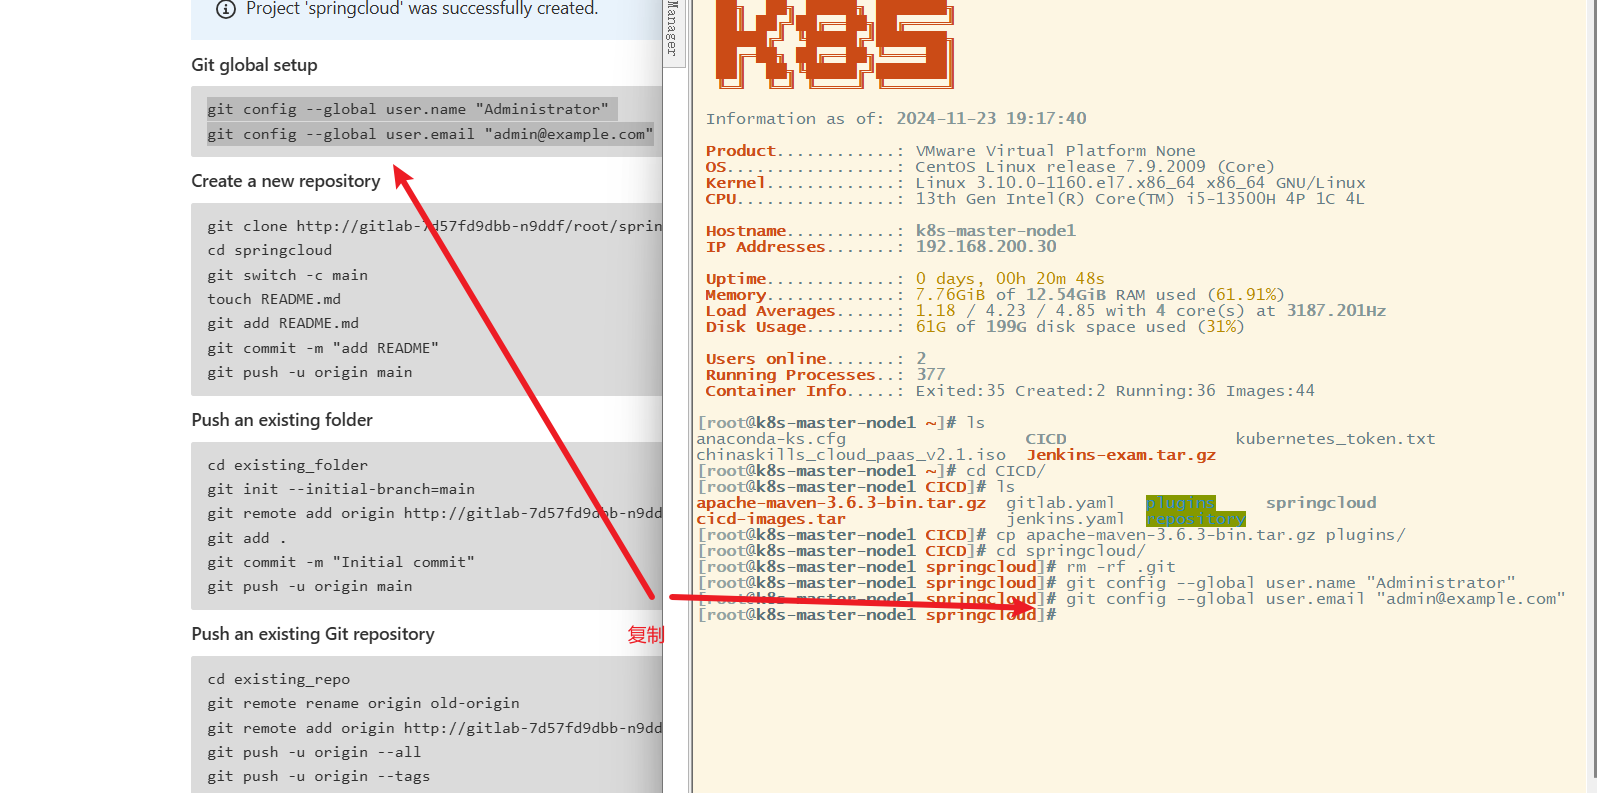 Project 'springcloud' was successfully created.
Git global setup
git config --global user.name "Administrator"
git config --global user.email "admin@example.com"
Create a new repository
git clone http://gitlab-7d57fd9dbb-n9ddf/root/sprin
cd springcloud
git switch -c main
touch README.md
git add README.md
git commit -m "add README"
git push -u origin main
Push an existing folder
cd existing_folder
git init --initial-branch=main
git remote add origin http://gitlab-7d57fd9dbb-n9dd
git add .
git commit -m "Initial commit"
git push -u origin main
Push an existing Git repository
复制
cd existing_repo
git remote rename origin old-origin
git remote add origin http://gitlab-7d57fd9dbb-n9dd
git push -u origin --all
git push -u origin --tags
Manager
K8S
Information as of: 2024-11-23 19:17:40
Product............: VMware Virtual Platform None
OS.................: CentOS Linux release 7.9.2009 (Core)
Kernel.............: Linux 3.10.0-1160.el7.x86_64 x86_64 GNU/Linux
CPU................: 13th Gen Intel(R) Core(TM) i5-13500H 4P 1C 4L
Hostname...........: k8s-master-node1
IP Addresses.......: 192.168.200.30
Uptime.............: 0 days, 00h 20m 48s
Memory.............: 7.76GiB of 12.54GiB RAM used (61.91%)
Load Averages......: 1.18 / 4.23 / 4.85 with 4 core(s) at 3187.201Hz
Disk Usage.........: 61G of 199G disk space used (31%)
Users online.......: 2
Running Processes..: 377
Container Info.....: Exited:35 Created:2 Running:36 Images:44
[root@k8s-master-node1 ~]# ls
anaconda-ks.cfg CICD kubernetes_token.txt
chinaskills_cloud_paas_v2.1.iso Jenkins-exam.tar.gz
[root@k8s-master-node1 ~]# cd CICD/
[root@k8s-master-node1 CICD]# ls
apache-maven-3.6.3-bin.tar.gz gitlab.yaml plugins springcloud
cicd-images.tar jenkins.yaml repository
[root@k8s-master-node1 CICD]# cp apache-maven-3.6.3-bin.tar.gz plugins/
[root@k8s-master-node1 CICD]# cd springcloud/
[root@k8s-master-node1 springcloud]# rm -rf .git
[root@k8s-master-node1 springcloud]# git config --global user.name "Administrator"
[root@k8s-master-node1 springcloud]# git config --global user.email "admin@example.com"
[root@k8s-master-node1 springcloud]#